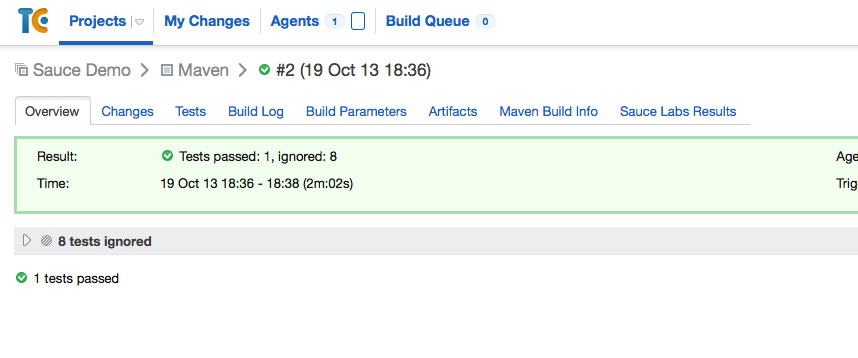 TC Projects My Changes Agents 1 Build Queue 0
Sauce Demo Maven #2 (19 Oct 13 18:36)
Overview Changes Tests Build Log Build Parameters Artifacts Maven Build Info Sauce Labs Results
Result: Tests passed: 1, ignored: 8 Age
Time: 19 Oct 13 18:36 - 18:38 (2m:02s) Trig
8 tests ignored
1 tests passed